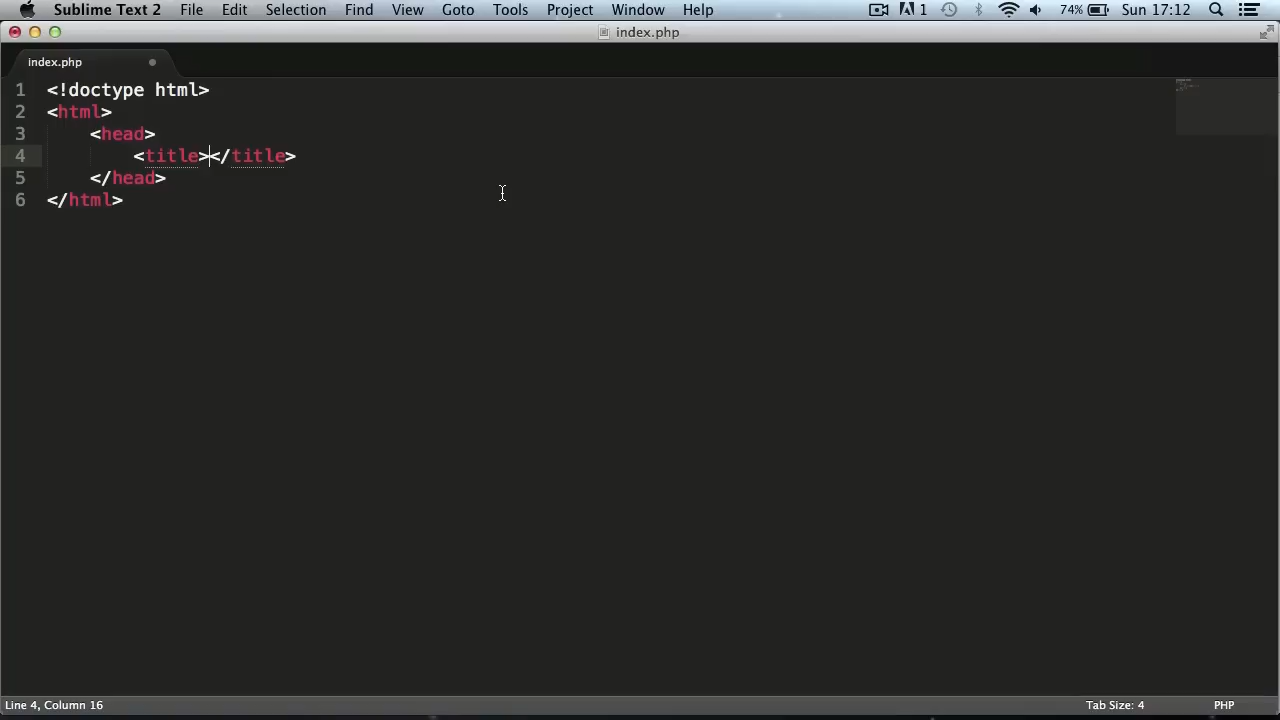 Sublime Text 2 File Edit Selection Find View Goto Tools Project Window Help 1 74% Sun 17:12
index.php
index.php
1 <!doctype html>
2 <html>
3     <head>
4         <title></title>
5     </head>
6 </html>
Line 4, Column 16 Tab Size: 4 PHP